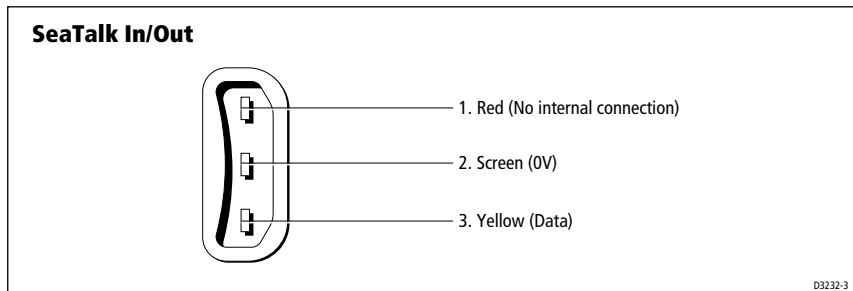 SeaTalk In/Out
1. Red (No internal connection)
2. Screen (0V)
3. Yellow (Data)
D3232-3